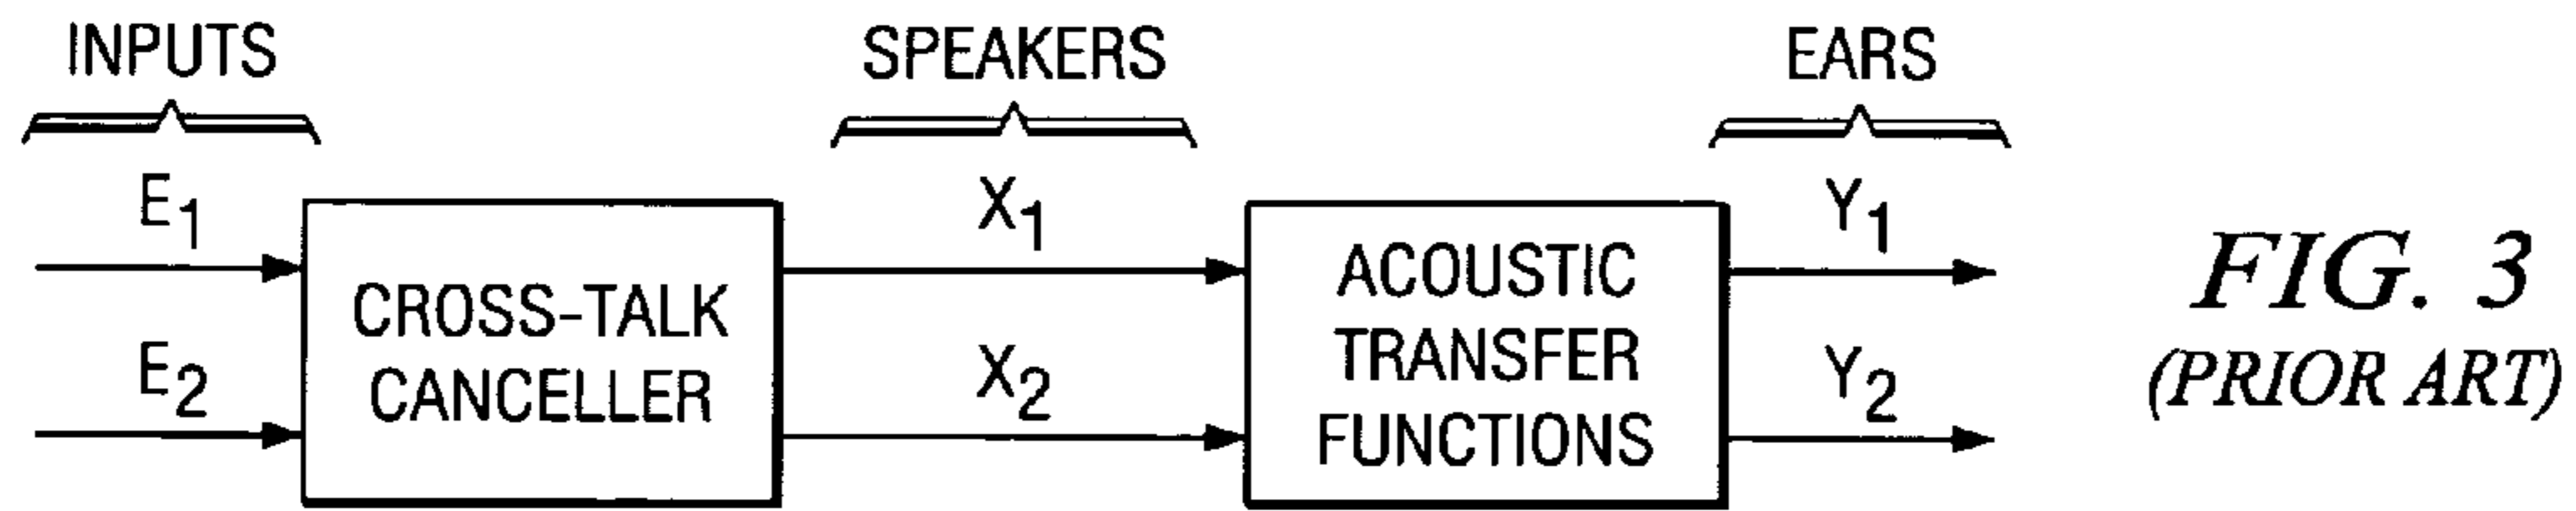 INPUTS
SPEAKERS
EARS
E1
X1
Y1
E2
X2
Y2
CROSS-TALK
CANCELLER
ACOUSTIC
TRANSFER
FUNCTIONS
FIG. 3
(PRIOR ART)